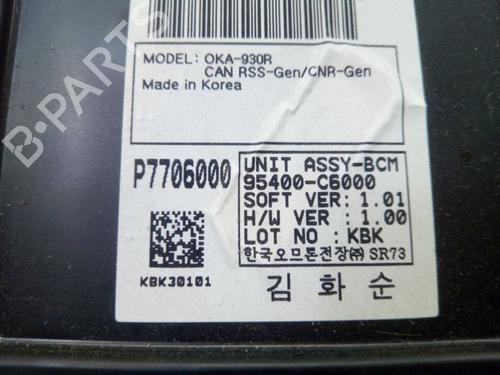 MODEL: OKA-930R
CAN RSS-Gen/CNR-Gen
Made in Korea
P7706000
UNIT ASSY-BCM
95400-C6000
SOFT VER: 1.01
H/W VER : 1.00
LOT NO : KBK
한국오므론전장㈜ SR73
KBK30101
김 화 순
B-PARTS